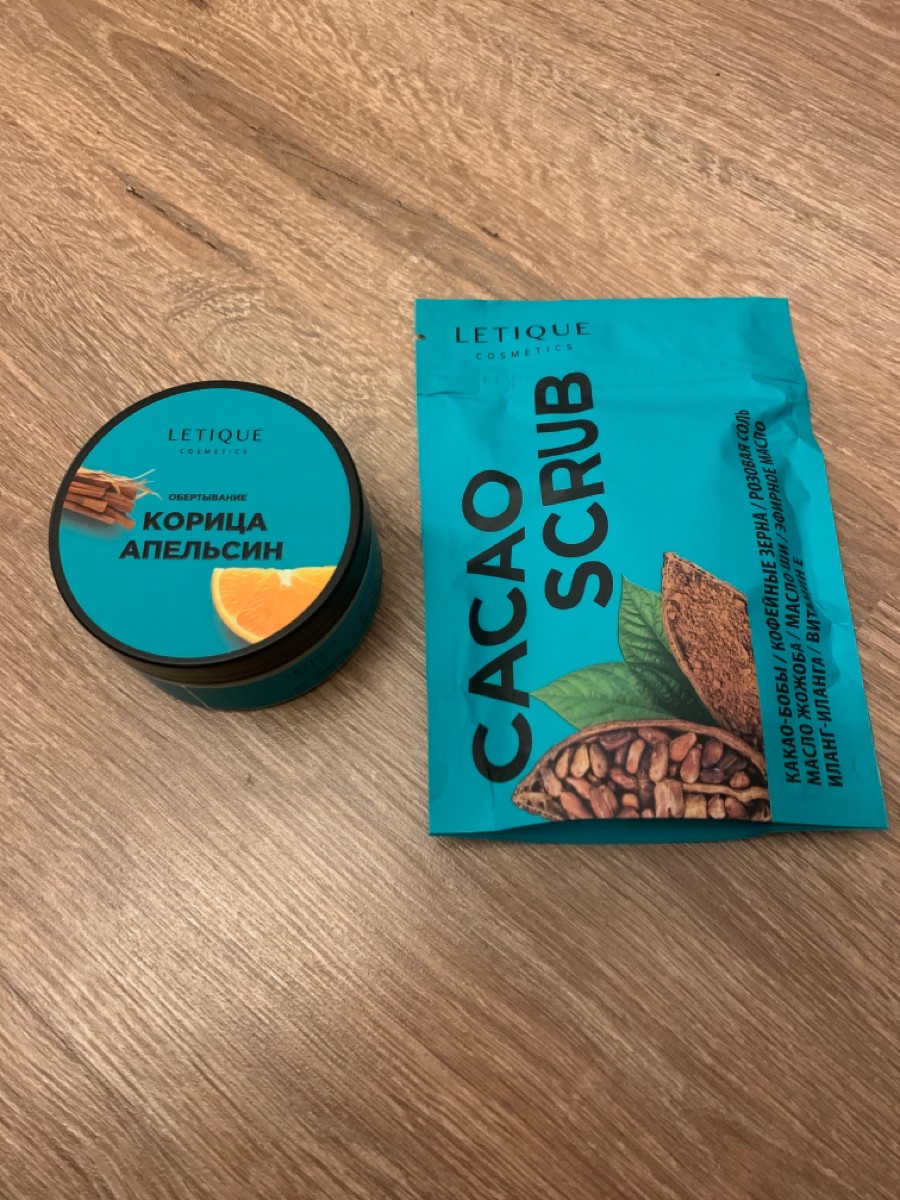 LETIQUE
COSMETICS
ОБЕРТЫВАНИЕ
КОРИЦА
АПЕЛЬСИН
LETIQUE
COSMETICS
CACAO
SCRUB
КАКАО-БОБЫ / КОФЕЙНЫЕ ЗЕРНА / РОЗОВАЯ СОЛЬ
МАСЛО ЖОЖОБА / МАСЛО ШИ / ЭФИРНОЕ МАСЛО
ИЛАНГ-ИЛАНГА / ВИТАМИН Е